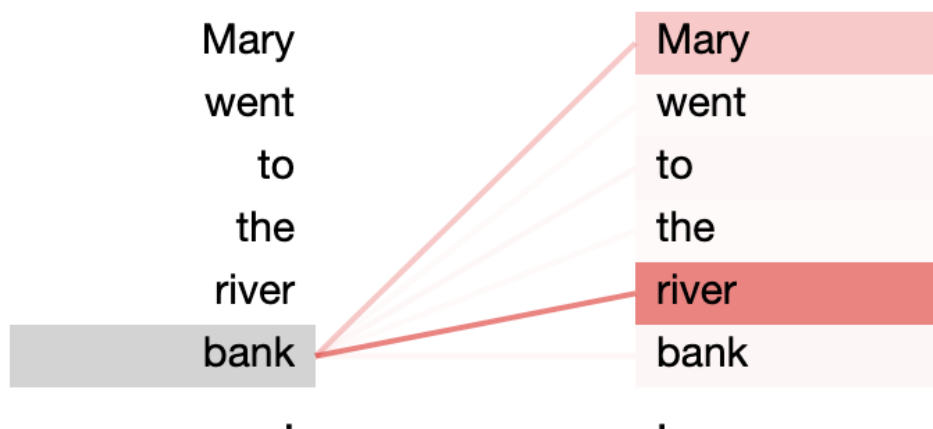 Mary Mary
went went
to to
the the
river river
bank bank
. .